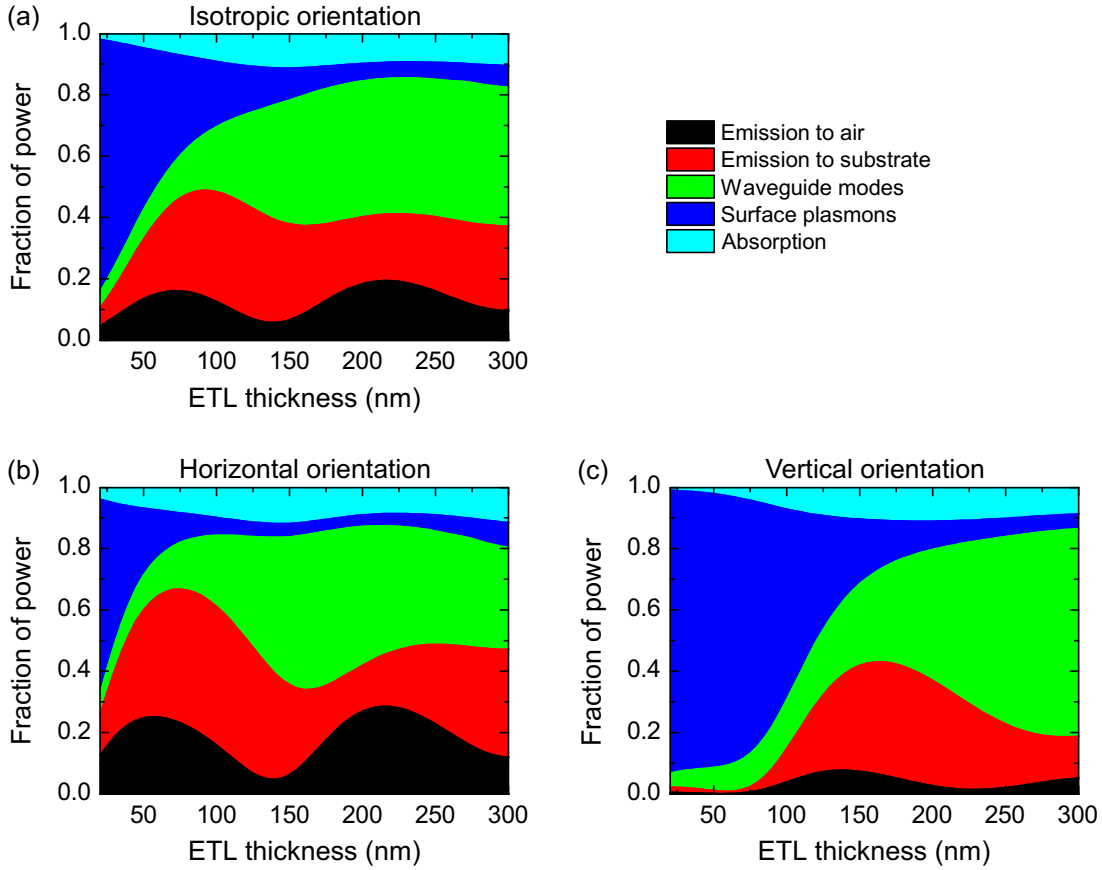 (a)
Isotropic orientation
Fraction of power
1.0
0.8
0.6
0.4
0.2
0.0
50 100 150 200 250 300
ETL thickness (nm)
Emission to air
Emission to substrate
Waveguide modes
Surface plasmons
Absorption
(b)
Horizontal orientation
Fraction of power
1.0
0.8
0.6
0.4
0.2
0.0
50 100 150 200 250 300
ETL thickness (nm)
(c)
Vertical orientation
Fraction of power
1.0
0.8
0.6
0.4
0.2
0.0
50 100 150 200 250 300
ETL thickness (nm)